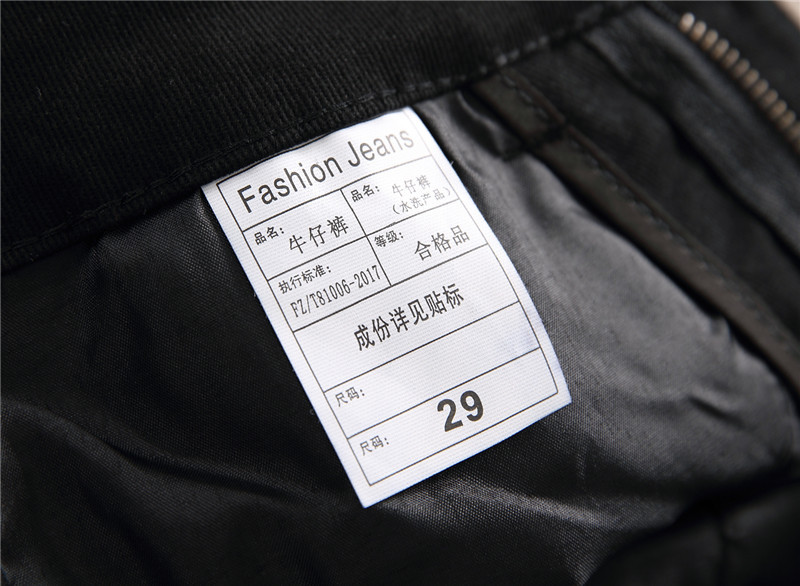 Fashion Jeans
品名: 牛仔裤
品名: 牛仔裤
(水洗产品)
执行标准:
FZ/T81006-2017
等级: 合格品
成份详见贴标
尺码:
尺码: 29